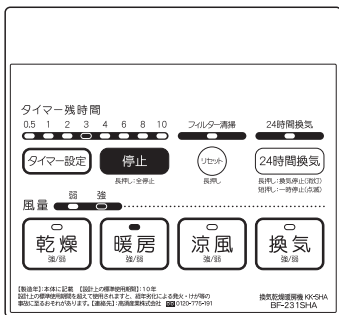 タイマー残時間
0.5 1 2 3 4 6 8 10
フィルター清掃
24時間換気
タイマー設定
停止
長押し:全停止
リセット
長押し
24時間換気
長押し:換気停止(消灯)
短押し:一時停止(点滅)
風量 弱 強
乾燥
強/弱
暖房
強/弱
涼風
強/弱
換気
強/弱
【製造年】:本体に記載 【設計上の標準使用期間】:10年
設計上の標準使用期間を超えて使用されますと、経年劣化による発火・けが等の
事故に至るおそれがあります。【連絡先】:高須産業株式会社 0120-775-191
換気乾燥暖房機 KK-SHA
BF-231SHA